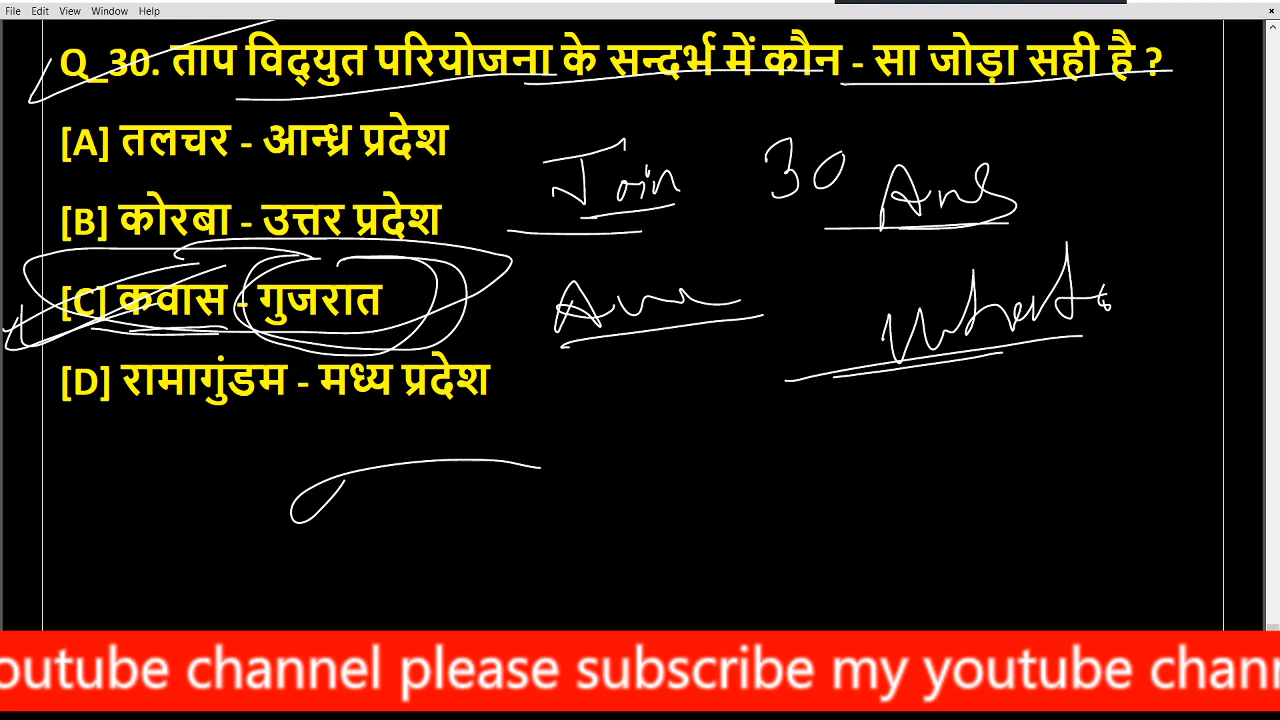 File Edit View Window Help
Q_30. ताप विद्युत परियोजना के सन्दर्भ में कौन - सा जोड़ा सही है ?
[A] तलचर - आन्ध्र प्रदेश
Join 30 Ans
[B] कोरबा - उत्तर प्रदेश
[C] कवास - गुजरात
[D] रामागुंडम - मध्य प्रदेश
outube channel please subscribe my youtube chann